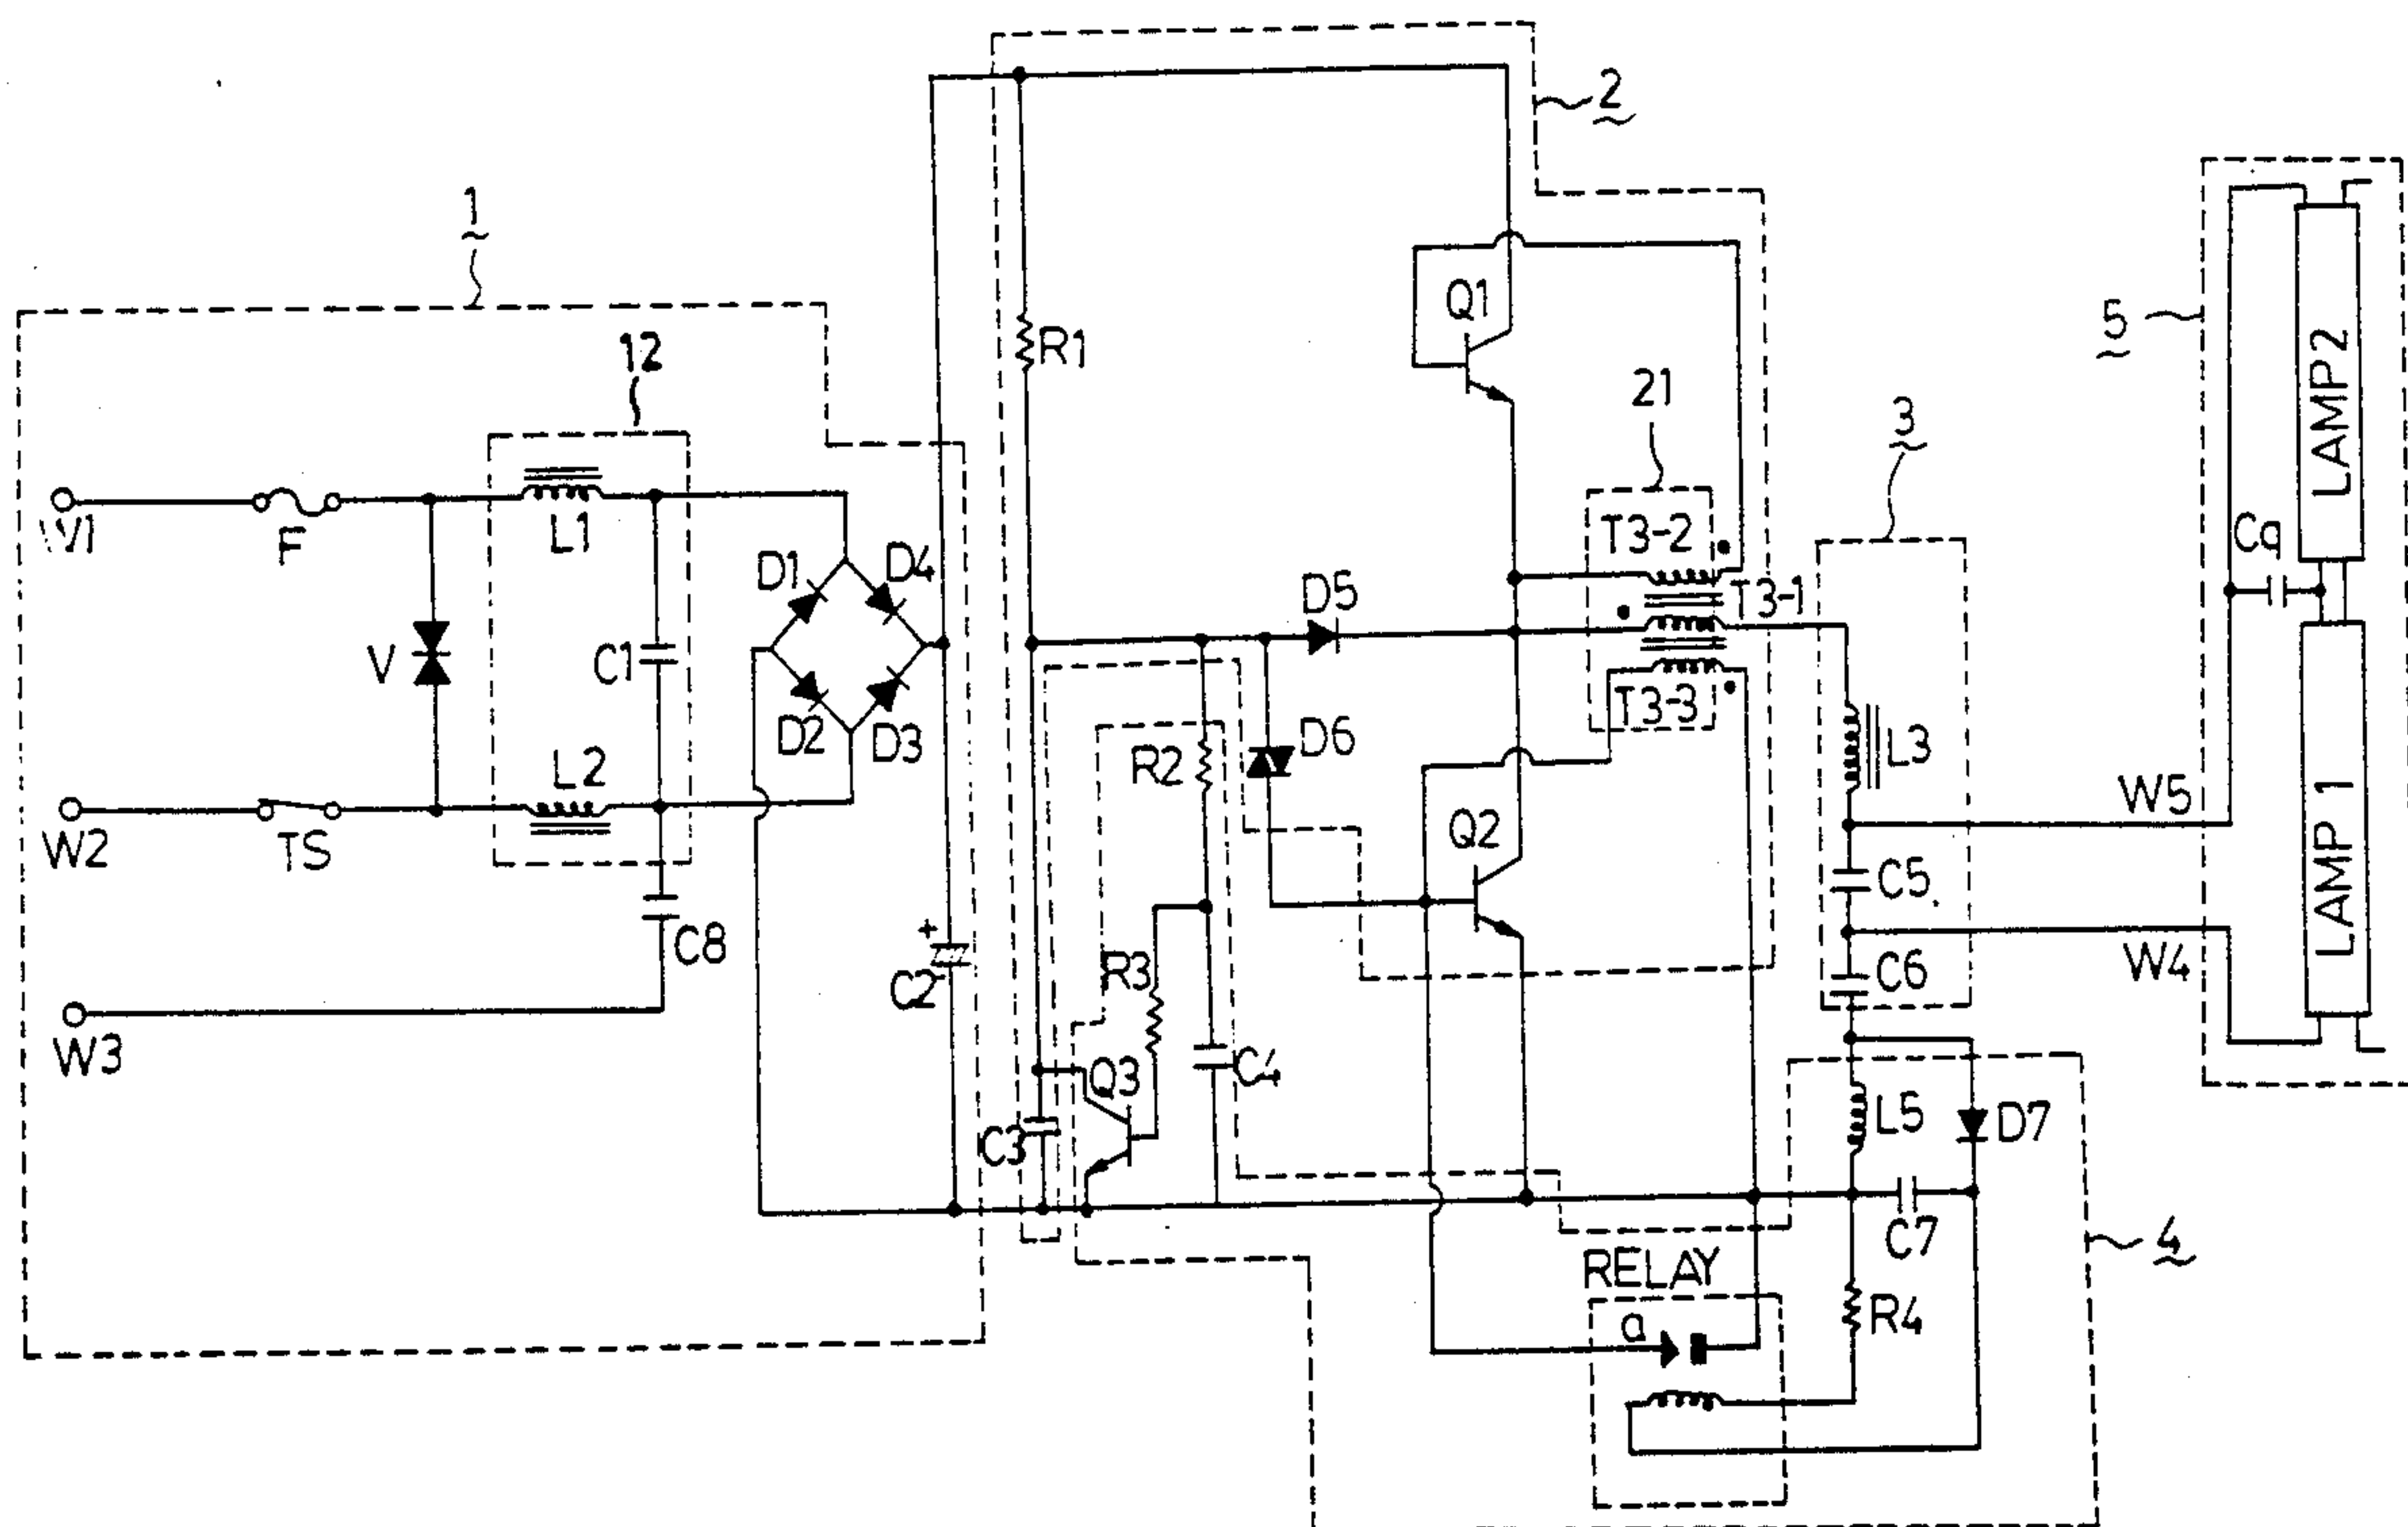 1
12
W1
F
L1
V
C1
D1
D4
D2
D3
L2
W2
TS
C8
W3
C2
+
2
R1
Q1
21
T3-2
T3-1
T3-3
D5
D6
R2
R3
Q2
Q3
C3
C4
3
L3
C5
C6
W5
W4
5
LAMP2
LAMP 1
L5
D7
C7
4
R4
RELAY
a